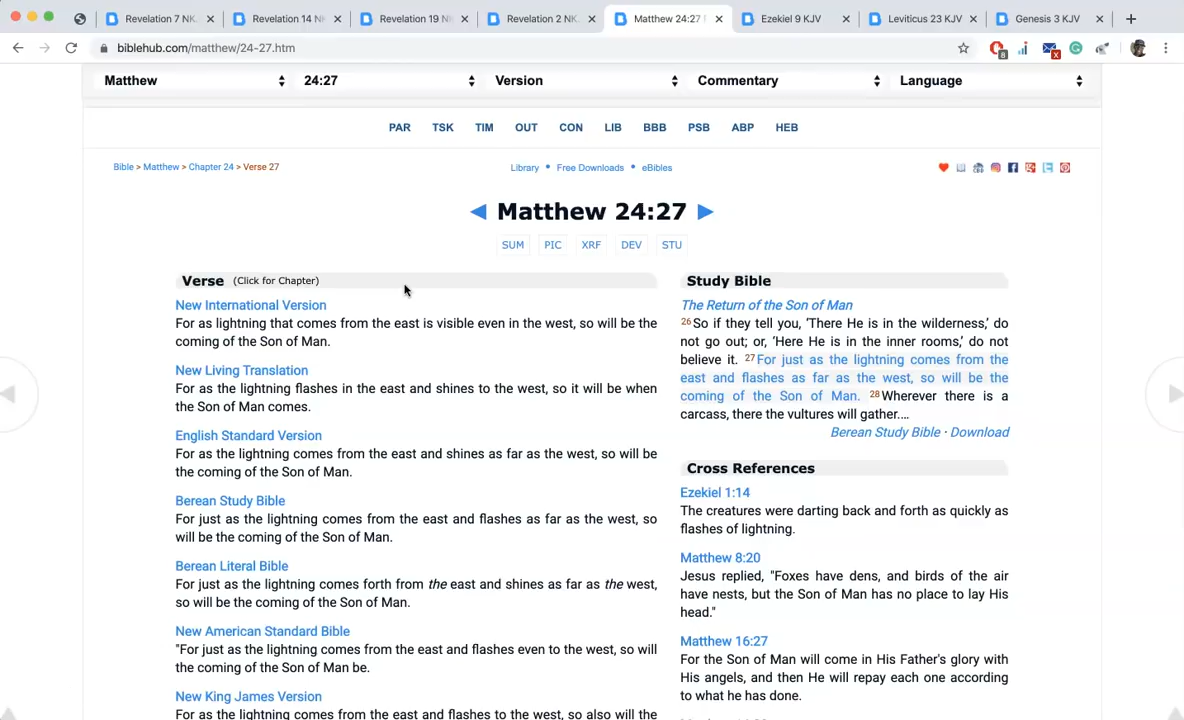 Revelation 7 NK
Revelation 14 N
Revelation 19 N
Revelation 2 NK
Matthew 24:27
Ezekiel 9 KJV
Leviticus 23 KJV
Genesis 3 KJV
biblehub.com/matthew/24-27.htm
Matthew 24:27 Version Commentary Language
PAR TSK TIM OUT CON LIB BBB PSB ABP HEB
Bible > Matthew > Chapter 24 > Verse 27
Library • Free Downloads • eBibles
◀ Matthew 24:27 ▶
SUM PIC XRF DEV STU
Verse (Click for Chapter)
New International Version
For as lightning that comes from the east is visible even in the west, so will be the
coming of the Son of Man.
New Living Translation
For as the lightning flashes in the east and shines to the west, so it will be when
the Son of Man comes.
English Standard Version
For as the lightning comes from the east and shines as far as the west, so will be
the coming of the Son of Man.
Berean Study Bible
For just as the lightning comes from the east and flashes as far as the west, so
will be the coming of the Son of Man.
Berean Literal Bible
For just as the lightning comes forth from the east and shines as far as the west,
so will be the coming of the Son of Man.
New American Standard Bible
"For just as the lightning comes from the east and flashes even to the west, so will
the coming of the Son of Man be.
New King James Version
For as the lightning comes from the east and flashes to the west, so also will the
Study Bible
The Return of the Son of Man
26So if they tell you, ‘There He is in the wilderness,’ do
not go out; or, ‘Here He is in the inner rooms,’ do not
believe it. 27For just as the lightning comes from the
east and flashes as far as the west, so will be the
coming of the Son of Man. 28Wherever there is a
carcass, there the vultures will gather.…
Berean Study Bible · Download
Cross References
Ezekiel 1:14
The creatures were darting back and forth as quickly as
flashes of lightning.
Matthew 8:20
Jesus replied, "Foxes have dens, and birds of the air
have nests, but the Son of Man has no place to lay His
head."
Matthew 16:27
For the Son of Man will come in His Father's glory with
His angels, and then He will repay each one according
to what he has done.